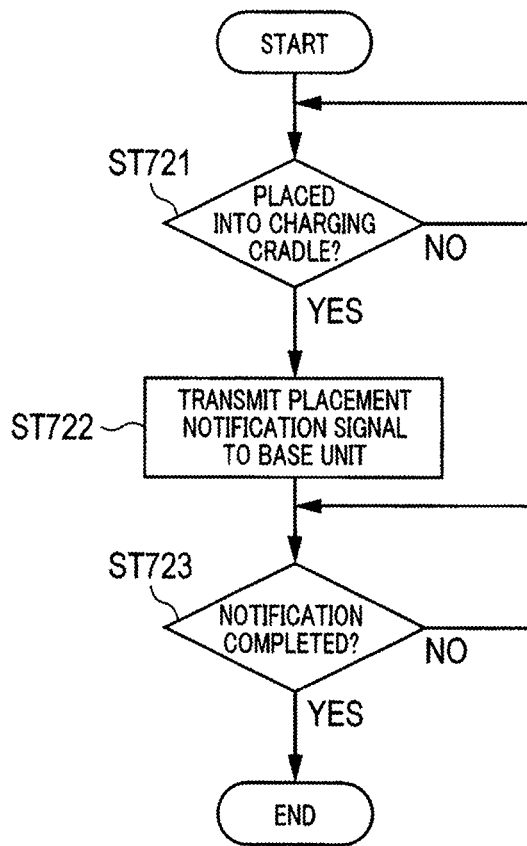 START
ST721
PLACED
INTO CHARGING
CRADLE?
NO
YES
ST722
TRANSMIT PLACEMENT
NOTIFICATION SIGNAL
TO BASE UNIT
ST723
NOTIFICATION
COMPLETED?
NO
YES
END